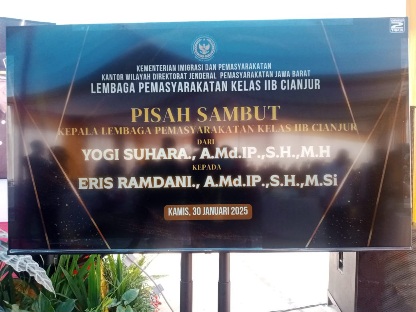 KEMENTERIAN IMIGRASI DAN PEMASYARAKATAN
KANTOR WILAYAH DIREKTORAT JENDERAL PEMASYARAKATAN JAWA BARAT
LEMBAGA PEMASYARAKATAN KELAS IIB CIANJUR
PISAH SAMBUT
KEPALA LEMBAGA PEMASYARAKATAN KELAS IIB CIANJUR
DARI
YOGI SUHARA., A.Md.IP.,S.H.,M.H
KEPADA
ERIS RAMDANI., A.Md.IP.,S.H.,M.Si
KAMIS, 30 JANUARI 2025